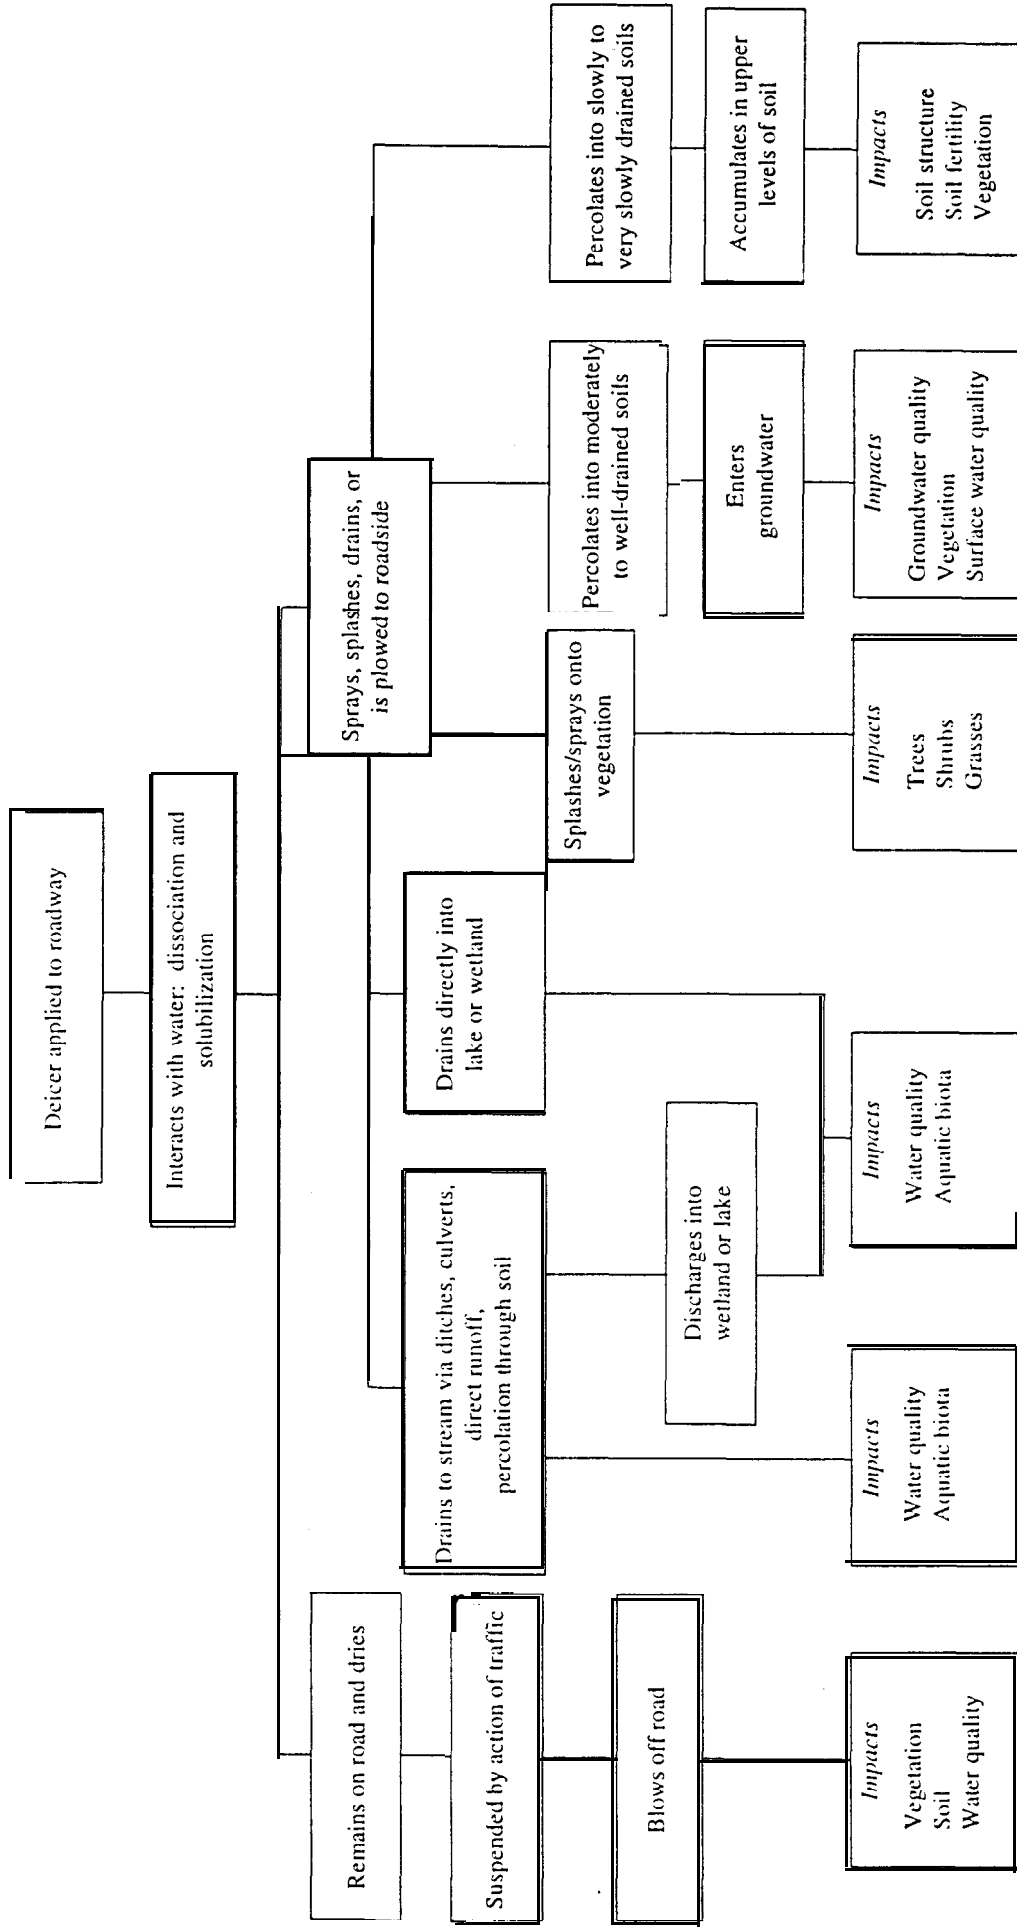 Deicer applied to roadway
Interacts with water: dissociation and
solubilization
Remains on road and dries
Suspended by action of traffic
Blows off road
Impacts
Vegetation
Soil
Water quality
Sprays, splashes, drains, or
is plowed to roadside
Drains to stream via ditches, culverts,
direct runoff,
percolation through soil
Impacts
Water quality
Aquatic biota
Discharges into
wetland or lake
Drains directly into
lake or wetland
Impacts
Water quality
Aquatic biota
Splashes/sprays onto
vegetation
Impacts
Trees
Shrubs
Grasses
Percolates into moderately
to well-drained soils
Enters
groundwater
Impacts
Groundwater quality
Vegetation
Surface water quality
Percolates into slowly to
very slowly drained soils
Accumulates in upper
levels of soil
Impacts
Soil structure
Soil fertility
Vegetation